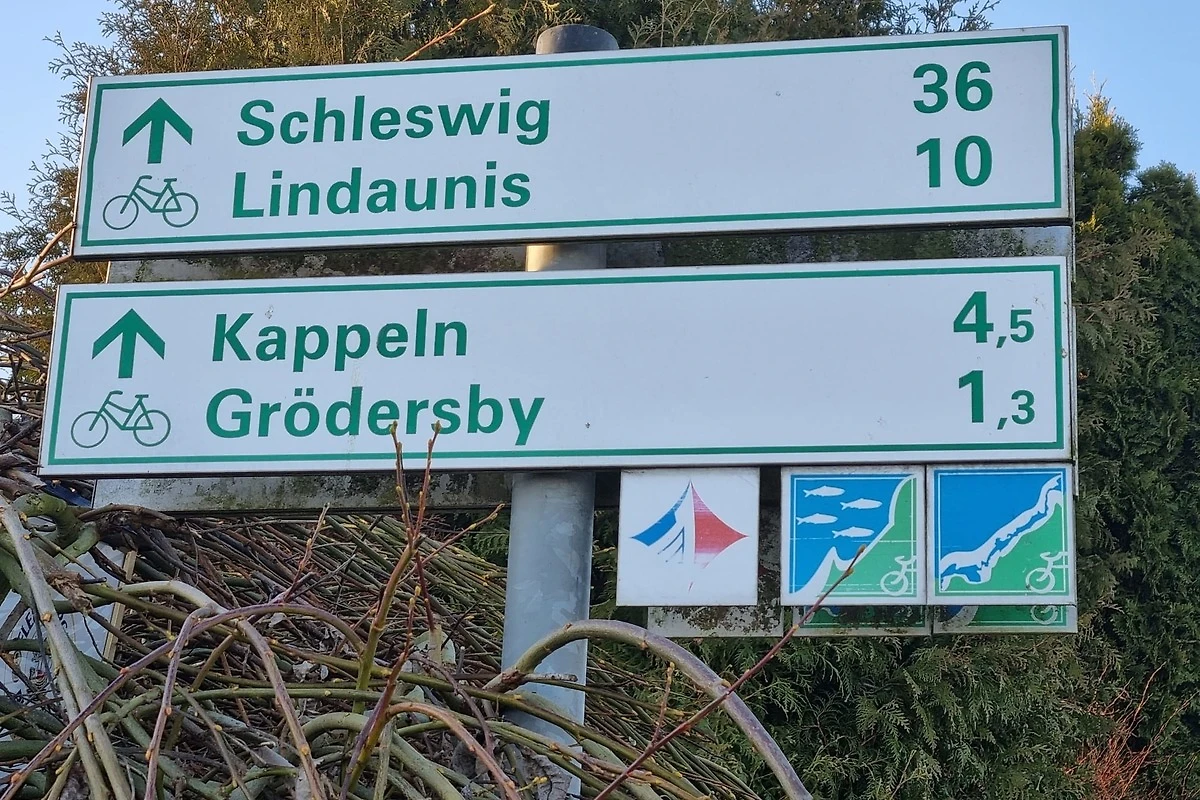 Schleswig 36
Lindaunis 10
Kappeln 4,5
Grödersby 1,3